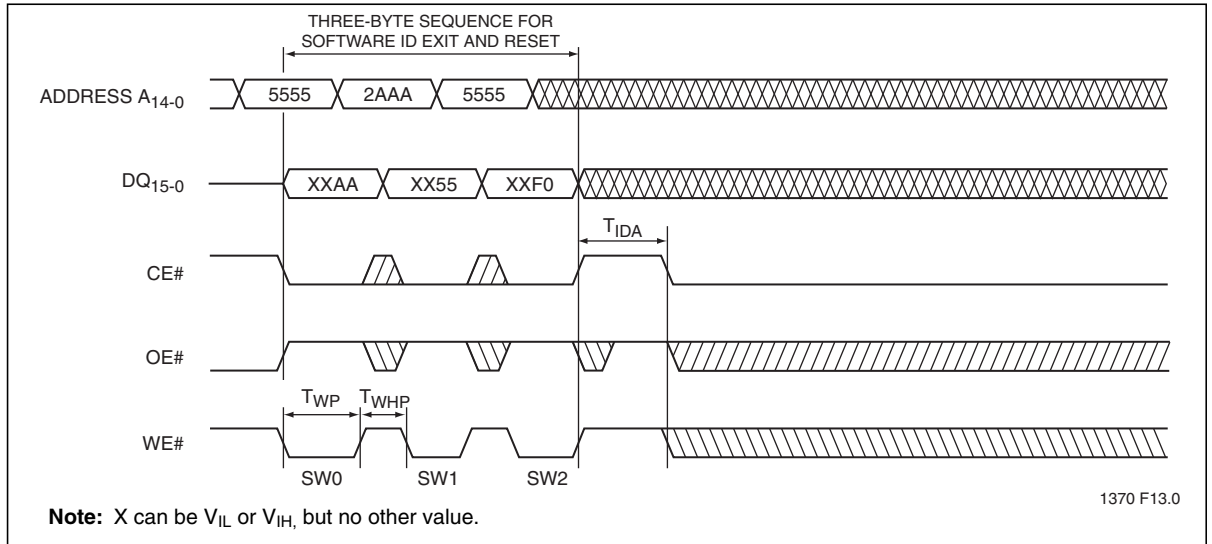 THREE-BYTE SEQUENCE FOR
SOFTWARE ID EXIT AND RESET
ADDRESS A14-0
5555
2AAA
5555
DQ15-0
XXAA
XX55
XXF0
TIDA
CE#
OE#
TWP
TWHP
WE#
SW0
SW1
SW2
1370 F13.0
Note: X can be VIL or VIH, but no other value.